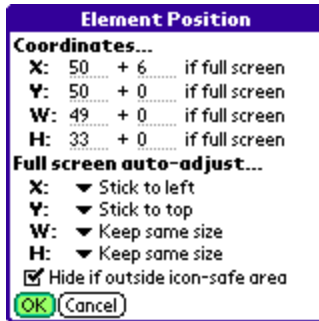 Element Position
Coordinates...
X: 50 + 6 if full screen
Y: 50 + 0 if full screen
W: 49 + 0 if full screen
H: 33 + 0 if full screen
Full screen auto-adjust...
X: Stick to left
Y: Stick to top
W: Keep same size
H: Keep same size
Hide if outside icon-safe area
OK Cancel